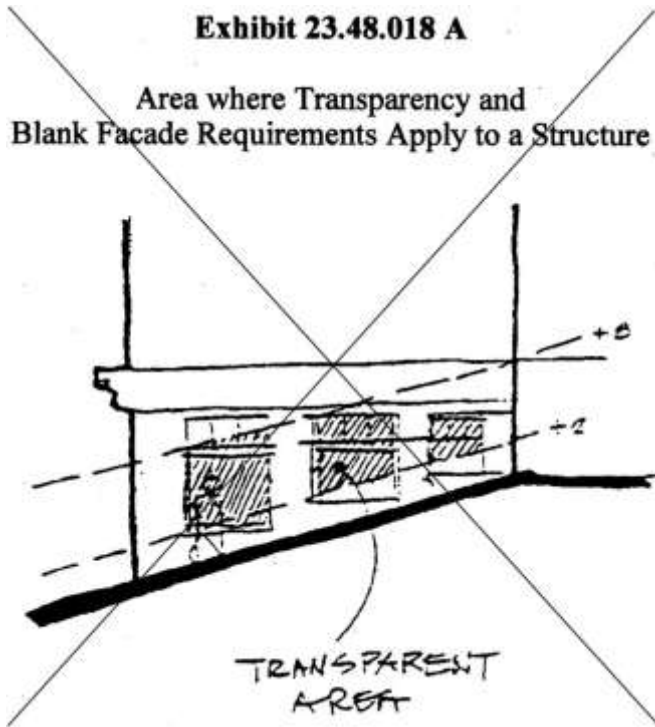 Exhibit 23.48.018 A
Area where Transparency and
Blank Facade Requirements Apply to a Structure
+8
+2
TRANSPARENT
AREA